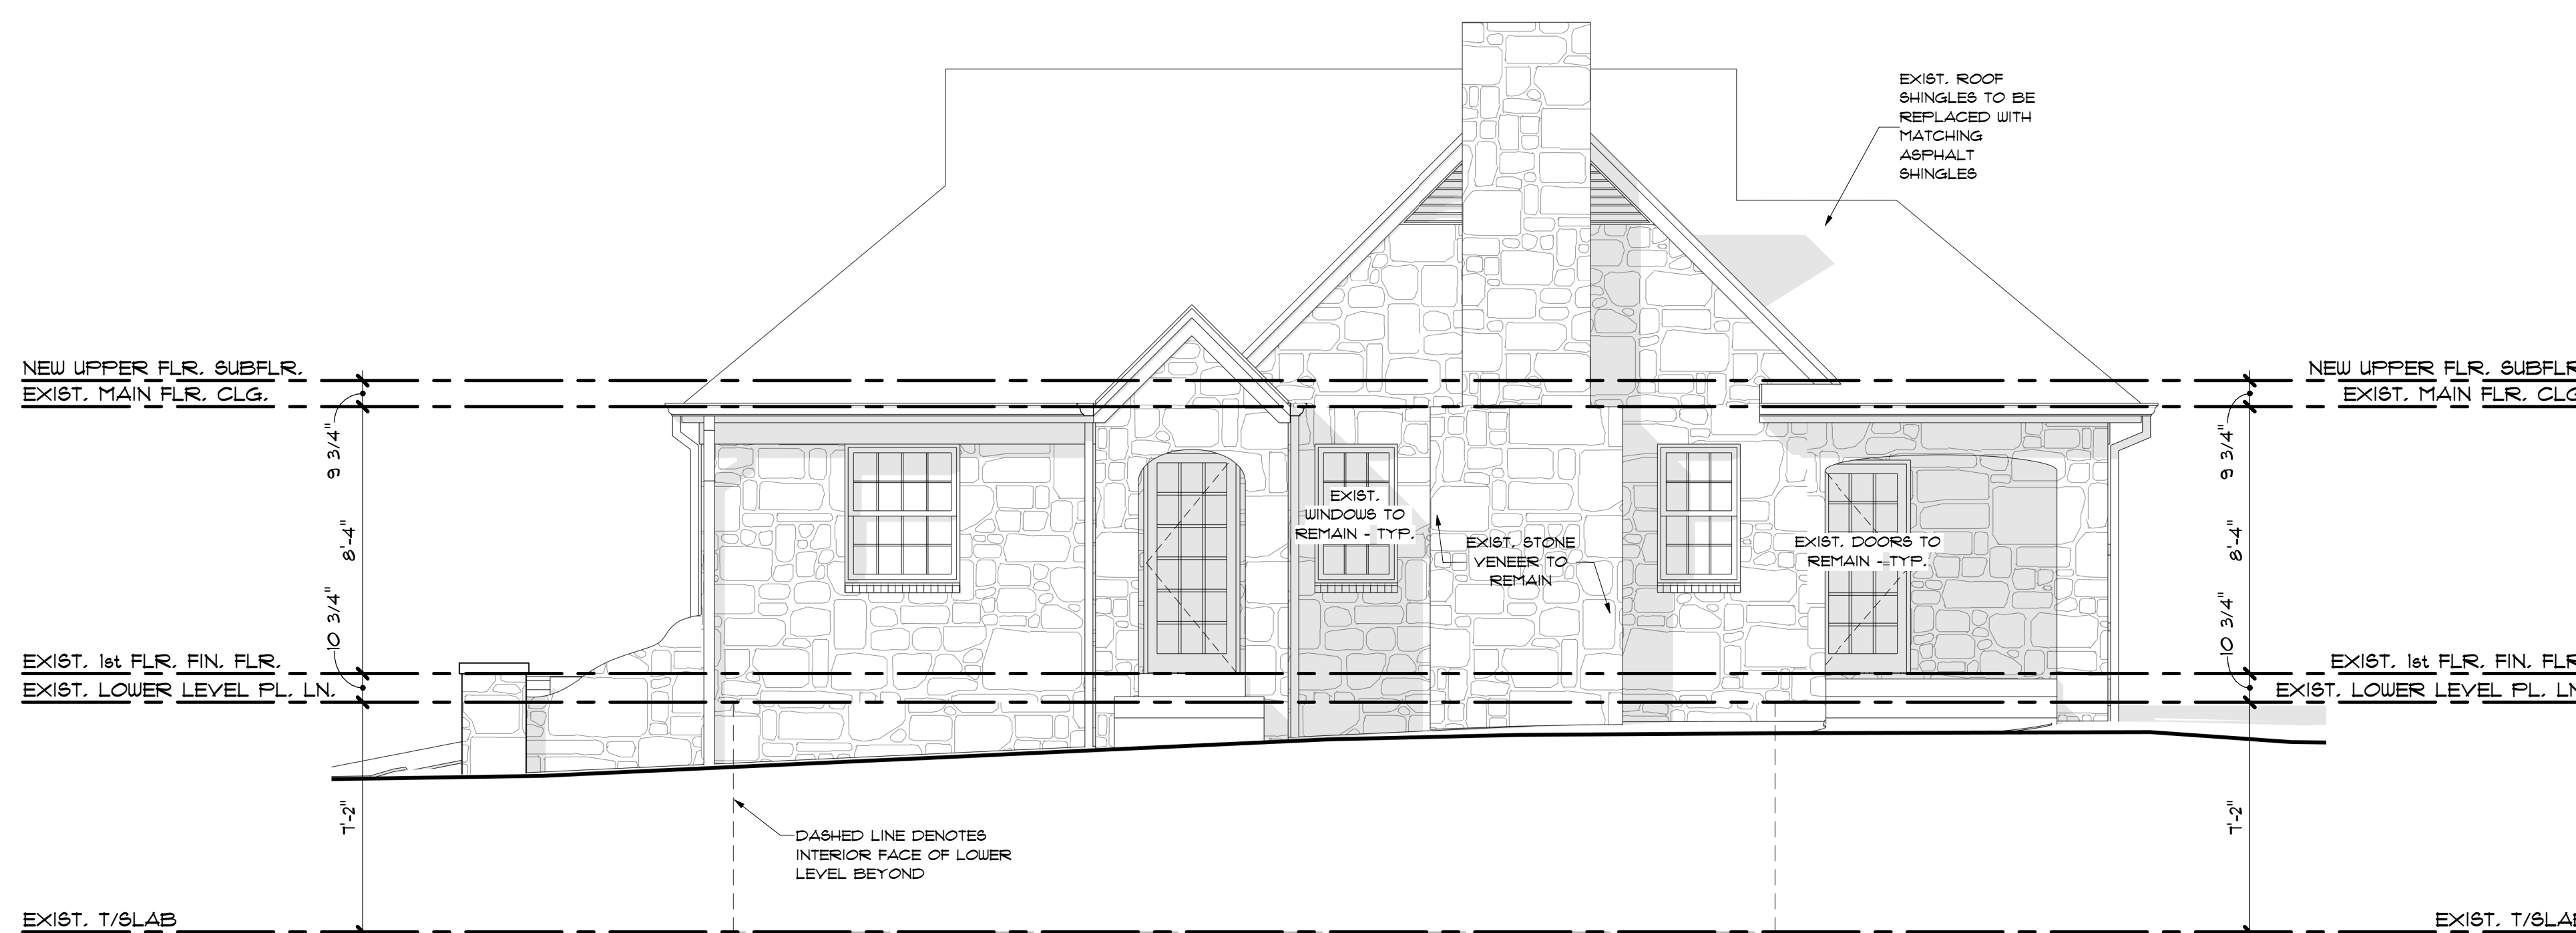 EXIST. ROOF
SHINGLES TO BE
REPLACED WITH
MATCHING
ASPHALT
SHINGLES
NEW UPPER FLR. SUBFLR.
EXIST. MAIN FLR. CLG.
NEW UPPER FLR. SUBFLR
EXIST. MAIN FLR. CLG
9 3/4"
8'-4"
10 3/4"
7'-2"
EXIST.
WINDOWS TO
REMAIN - TYP.
EXIST. STONE
VENEER TO
REMAIN
EXIST. DOORS TO
REMAIN - TYP.
9 3/4"
8'-4"
10 3/4"
7'-2"
EXIST. 1st FLR. FIN. FLR.
EXIST. LOWER LEVEL PL. LN.
EXIST. 1st FLR. FIN. FLR
EXIST. LOWER LEVEL PL. LN
DASHED LINE DENOTES
INTERIOR FACE OF LOWER
LEVEL BEYOND
EXIST. T/SLAB
EXIST. T/SLAB